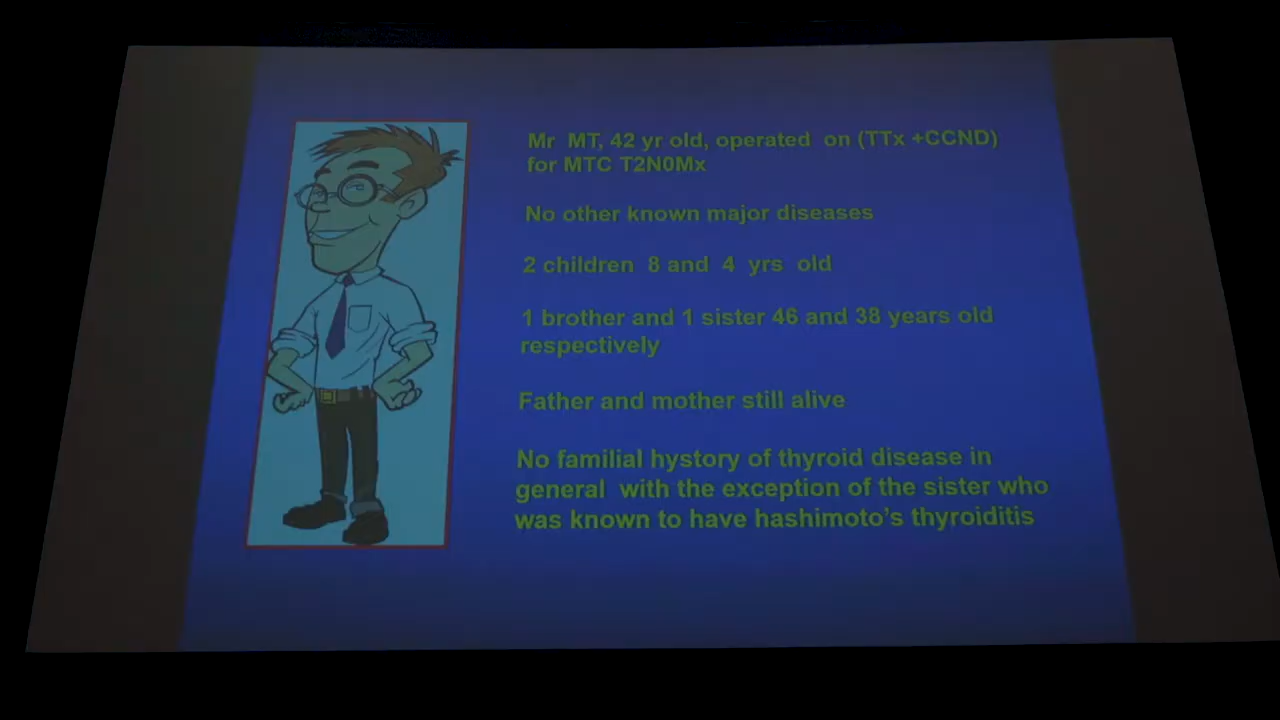 Mr MT, 42 yr old, operated on (TTx +CCND)
for MTC T2N0Mx
No other known major diseases
2 children 8 and 4 yrs old
1 brother and 1 sister 46 and 38 years old
respectively
Father and mother still alive
No familial hystory of thyroid disease in
general with the exception of the sister who
was known to have hashimoto's thyroiditis